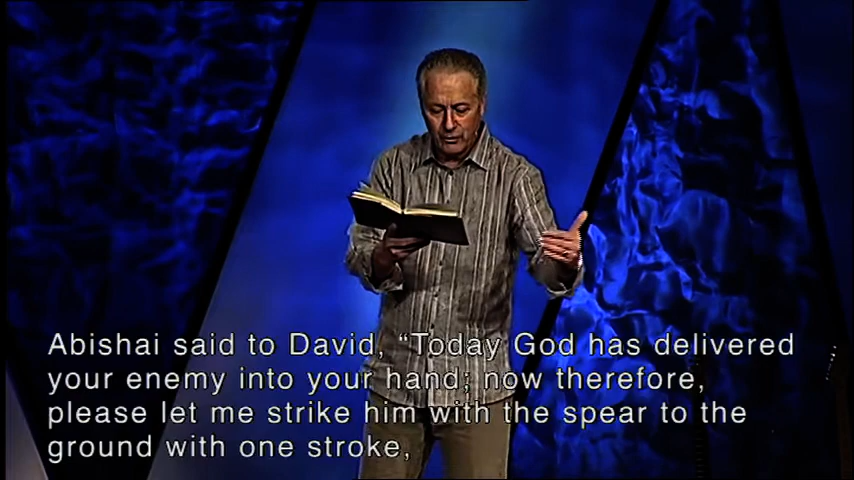 Abishai said to David, “Today God has delivered
your enemy into your hand; now therefore,
please let me strike him with the spear to the
ground with one stroke,